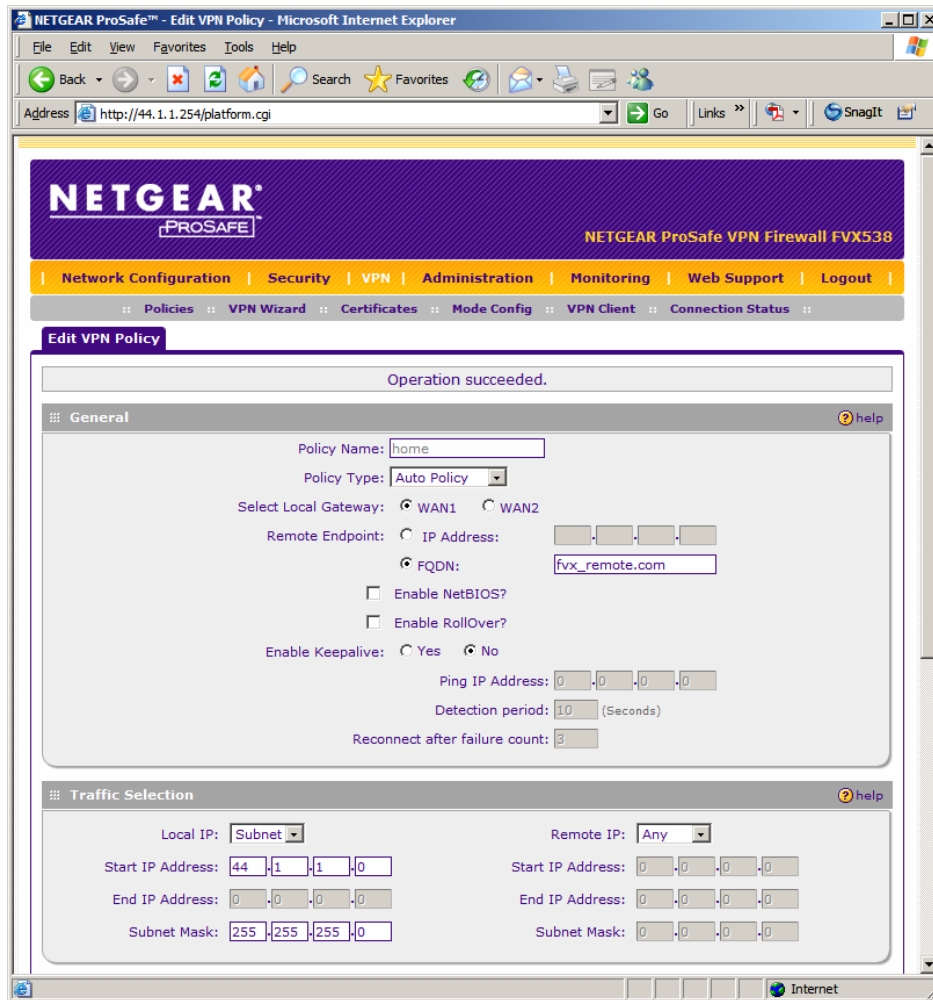 NETGEAR ProSafe™ - Edit VPN Policy - Microsoft Internet Explorer
File Edit View Favorites Tools Help
Back Search Favorites
Address http://44.1.1.254/platform.cgi Go Links » SnagIt
NETGEAR®
PROSAFE
NETGEAR ProSafe VPN Firewall FVX538
| Network Configuration | Security | VPN | Administration | Monitoring | Web Support | Logout |
:: Policies :: VPN Wizard :: Certificates :: Mode Config :: VPN Client :: Connection Status ::
Edit VPN Policy
Operation succeeded.
General ? help
Policy Name: home
Policy Type: Auto Policy
Select Local Gateway: WAN1 WAN2
Remote Endpoint: IP Address: . . .
FQDN: fvx_remote.com
Enable NetBIOS?
Enable RollOver?
Enable Keepalive: Yes No
Ping IP Address: 0 . 0 . 0 . 0
Detection period: 10 (Seconds)
Reconnect after failure count: 3
Traffic Selection ? help
Local IP: Subnet Remote IP: Any
Start IP Address: 44 . 1 . 1 . 0 Start IP Address: 0 . 0 . 0 . 0
End IP Address: 0 . 0 . 0 . 0 End IP Address: 0 . 0 . 0 . 0
Subnet Mask: 255 . 255 . 255 . 0 Subnet Mask: 0 . 0 . 0 . 0
Internet